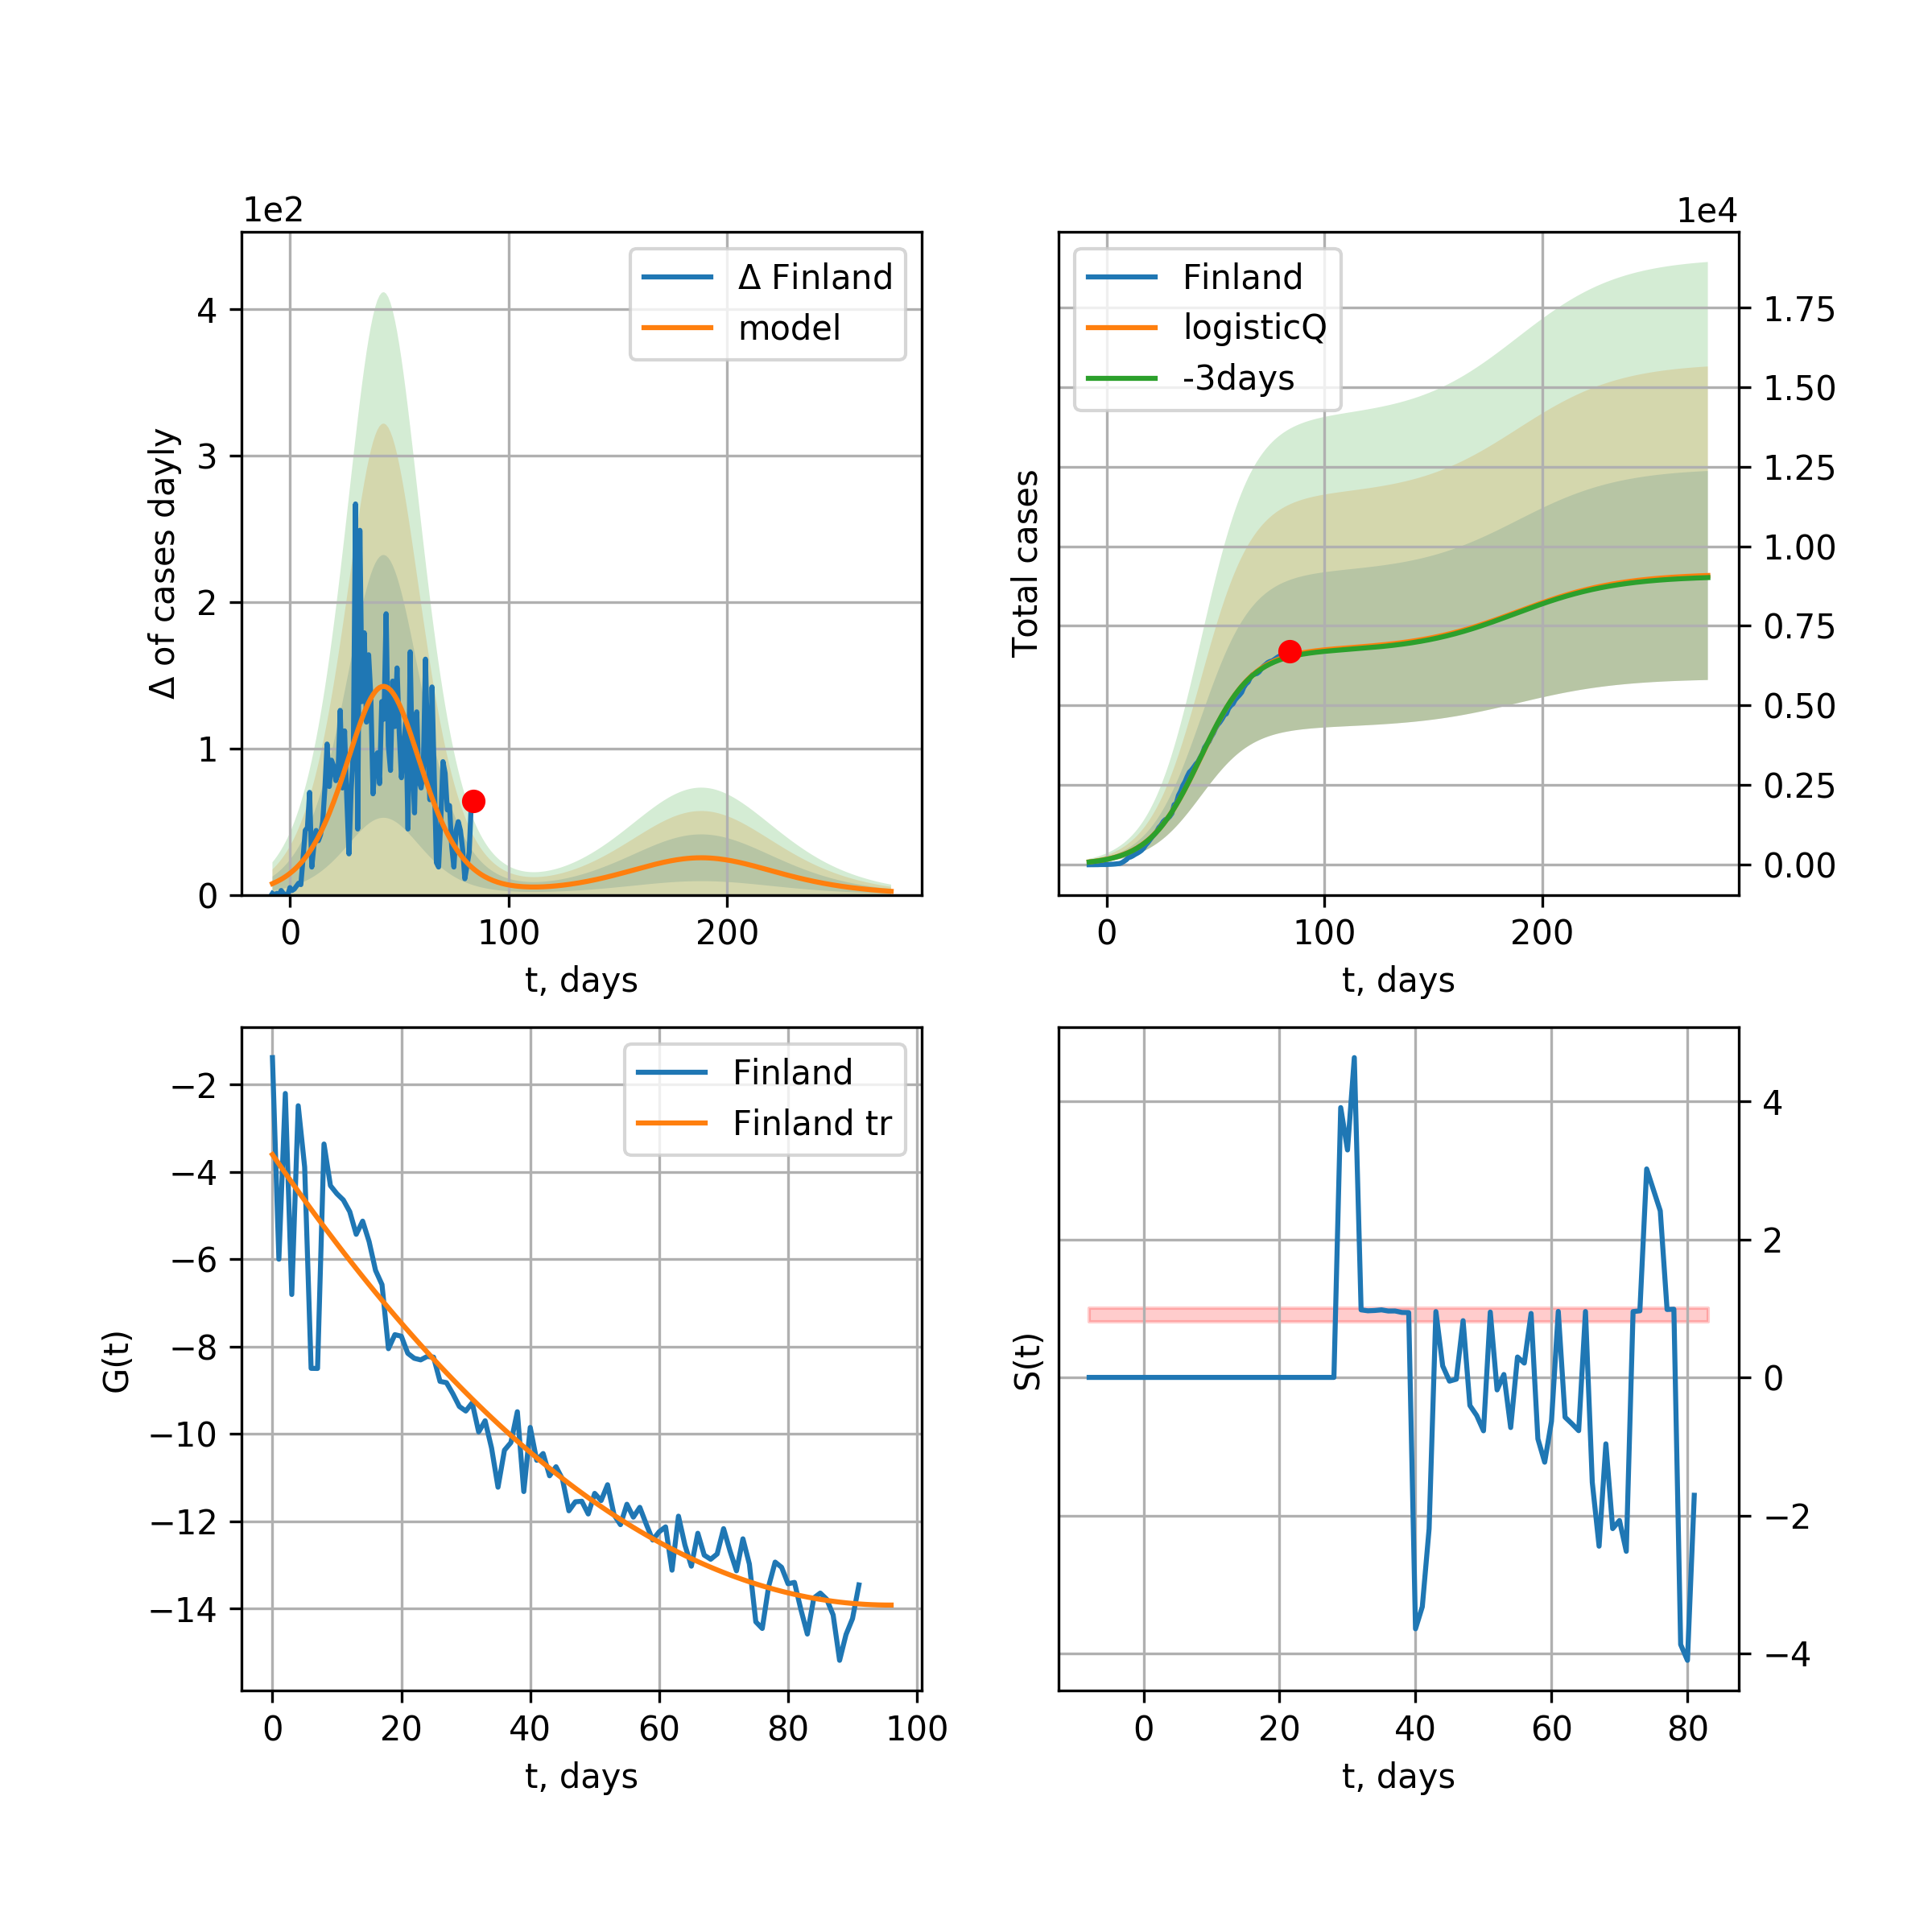 1e2
Δ Finland
model
4
3
2
1
0
Δ of cases dayly
0 100 200
t, days
1e4
Finland
logisticQ
-3days
1.75
1.50
1.25
1.00
0.75
0.50
0.25
0.00
Total cases
0 100 200
t, days
Finland
Finland tr
−2
−4
−6
−8
−10
−12
−14
G(t)
0 20 40 60 80 100
t, days
4
2
0
−2
−4
S(t)
0 20 40 60 80
t, days